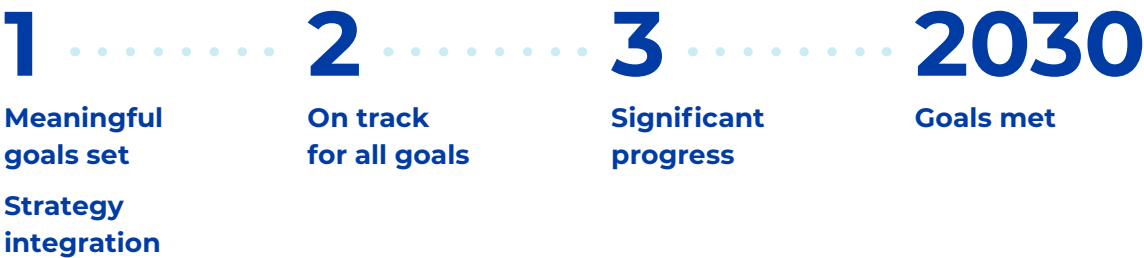 1
Meaningful
goals set
Strategy
integration
2
On track
for all goals
3
Significant
progress
2030
Goals met